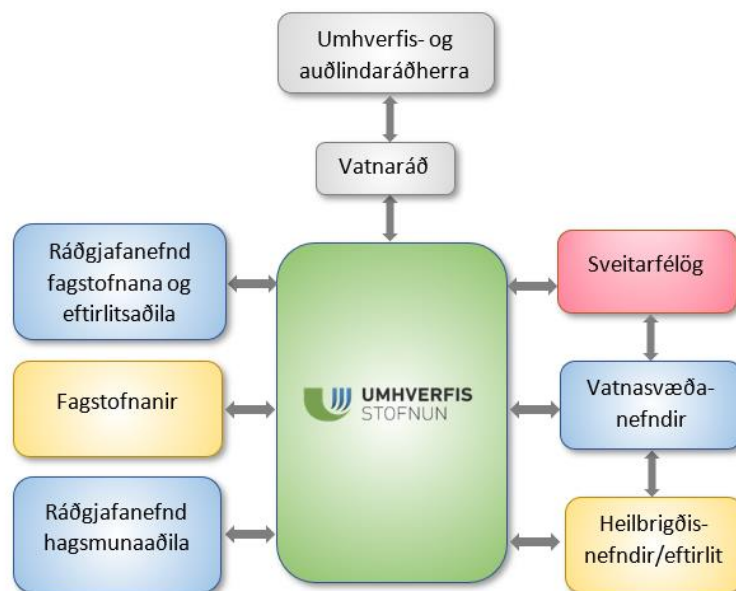 Umhverfis- og
auðlindaráðherra
Vatnaráð
Ráðgjafanefnd
fagstofnana og
eftirlitsaðila
Sveitarfélög
Fagstofnanir
UMHVERFIS
STOFNUN
Vatnasvæða-
nefndir
Ráðgjafanefnd
hagsmunaaðila
Heilbrigðis-
nefndir/eftirlit